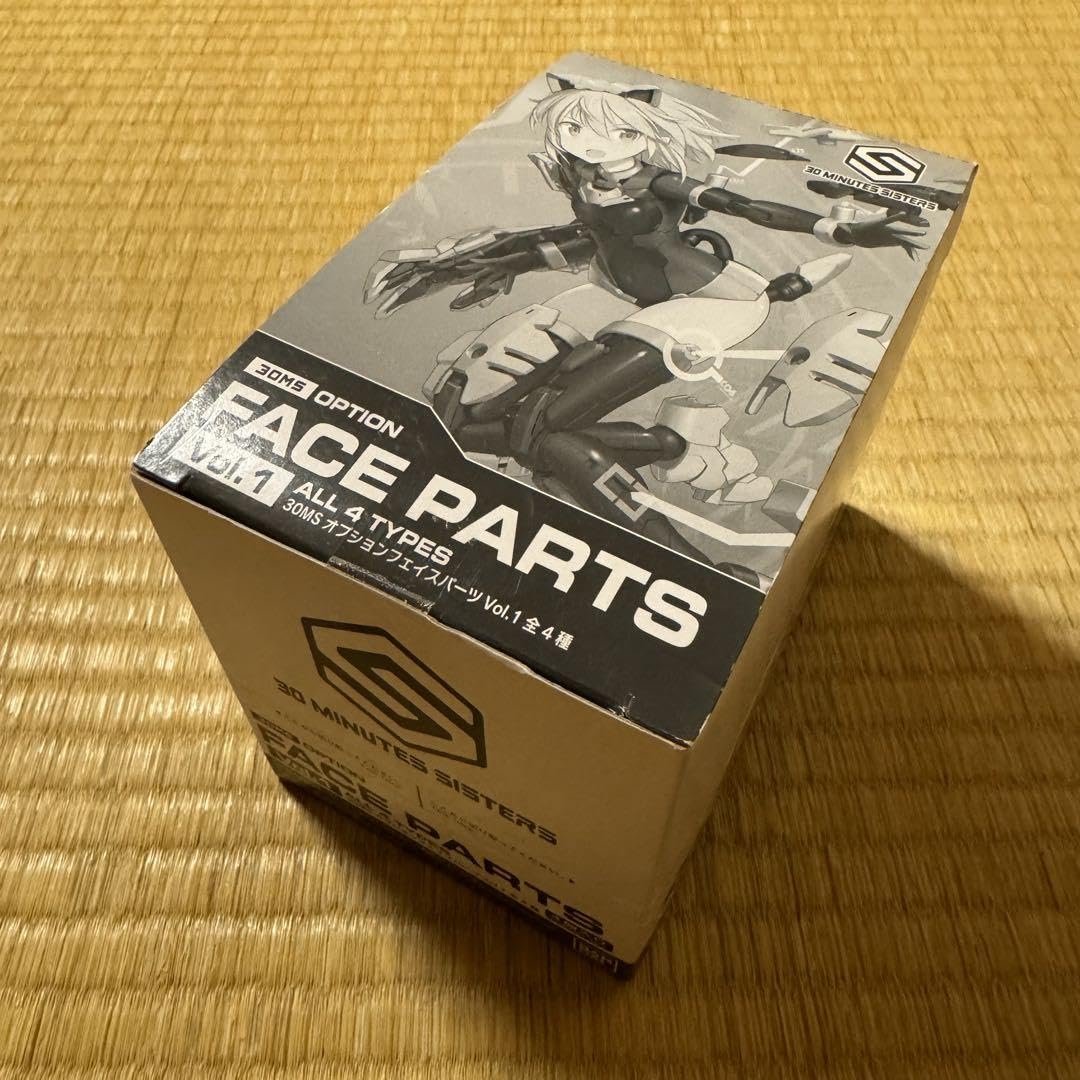 30 MINUTES SISTERS
30MS OPTION
FACE PARTS
Vol.1
ALL 4 TYPES
30MS オプションフェイスパーツ Vol.1 全4種
30 MINUTES SISTERS
OPTION
FACE PARTS